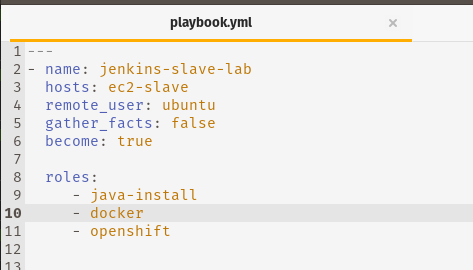 playbook.yml ×
1 ---
2 - name: jenkins-slave-lab
3   hosts: ec2-slave
4   remote_user: ubuntu
5   gather_facts: false
6   become: true
7
8   roles:
9      - java-install
10      - docker
11      - openshift
12
13